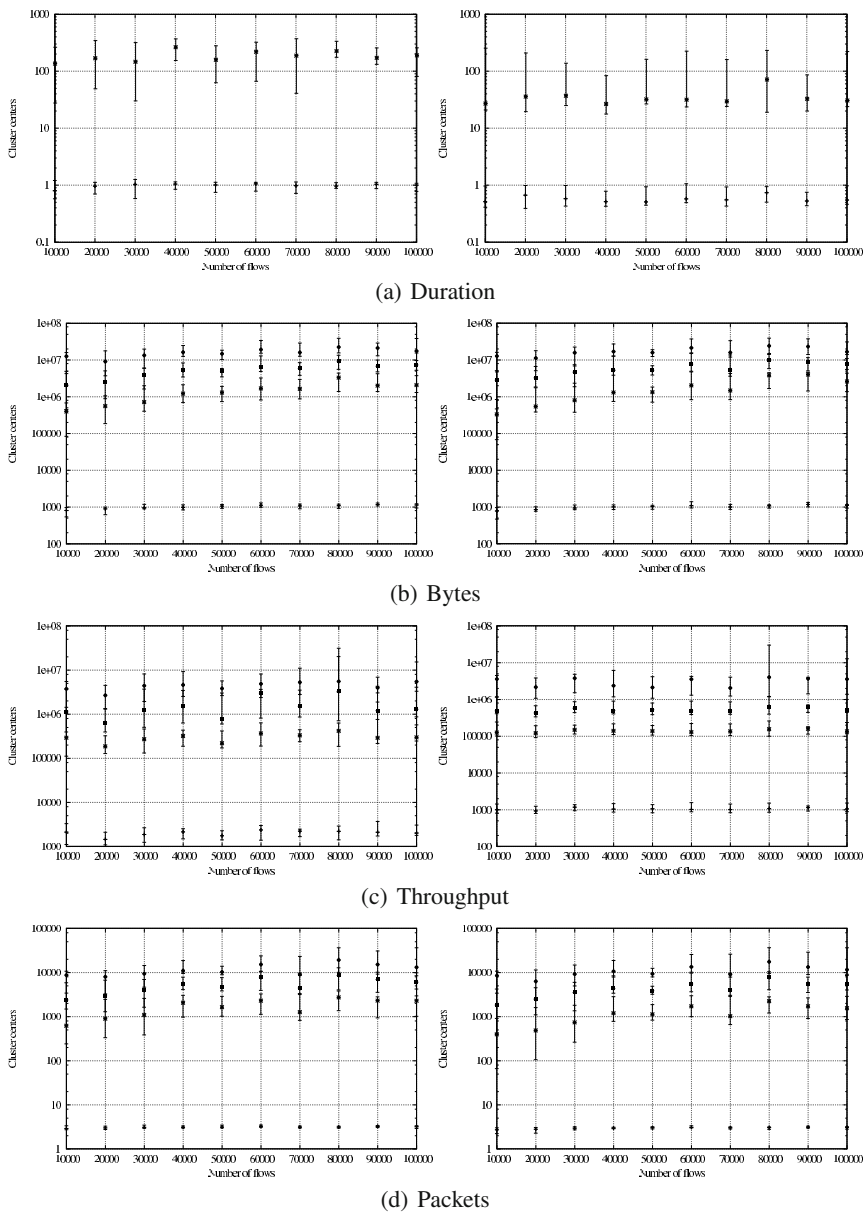 1000
100
10
1
0.1
Cluster centers
10000 20000 30000 40000 50000 60000 70000 80000 90000 100000
Number of flows
1000
100
10
1
0.1
Cluster centers
10000 20000 30000 40000 50000 60000 70000 80000 90000 100000
Number of flows
(a) Duration
1e+08
1e+07
1e+06
100000
10000
1000
100
Cluster centers
10000 20000 30000 40000 50000 60000 70000 80000 90000 100000
Number of flows
1e+08
1e+07
1e+06
100000
10000
1000
100
Cluster centers
10000 20000 30000 40000 50000 60000 70000 80000 90000 100000
Number of flows
(b) Bytes
1e+08
1e+07
1e+06
100000
10000
1000
Cluster centers
10000 20000 30000 40000 50000 60000 70000 80000 90000 100000
Number of flows
1e+08
1e+07
1e+06
100000
10000
1000
100
Cluster centers
10000 20000 30000 40000 50000 60000 70000 80000 90000 100000
Number of flows
(c) Throughput
100000
10000
1000
100
10
1
Cluster centers
10000 20000 30000 40000 50000 60000 70000 80000 90000 100000
Number of flows
100000
10000
1000
100
10
1
Cluster centers
10000 20000 30000 40000 50000 60000 70000 80000 90000 100000
Number of flows
(d) Packets